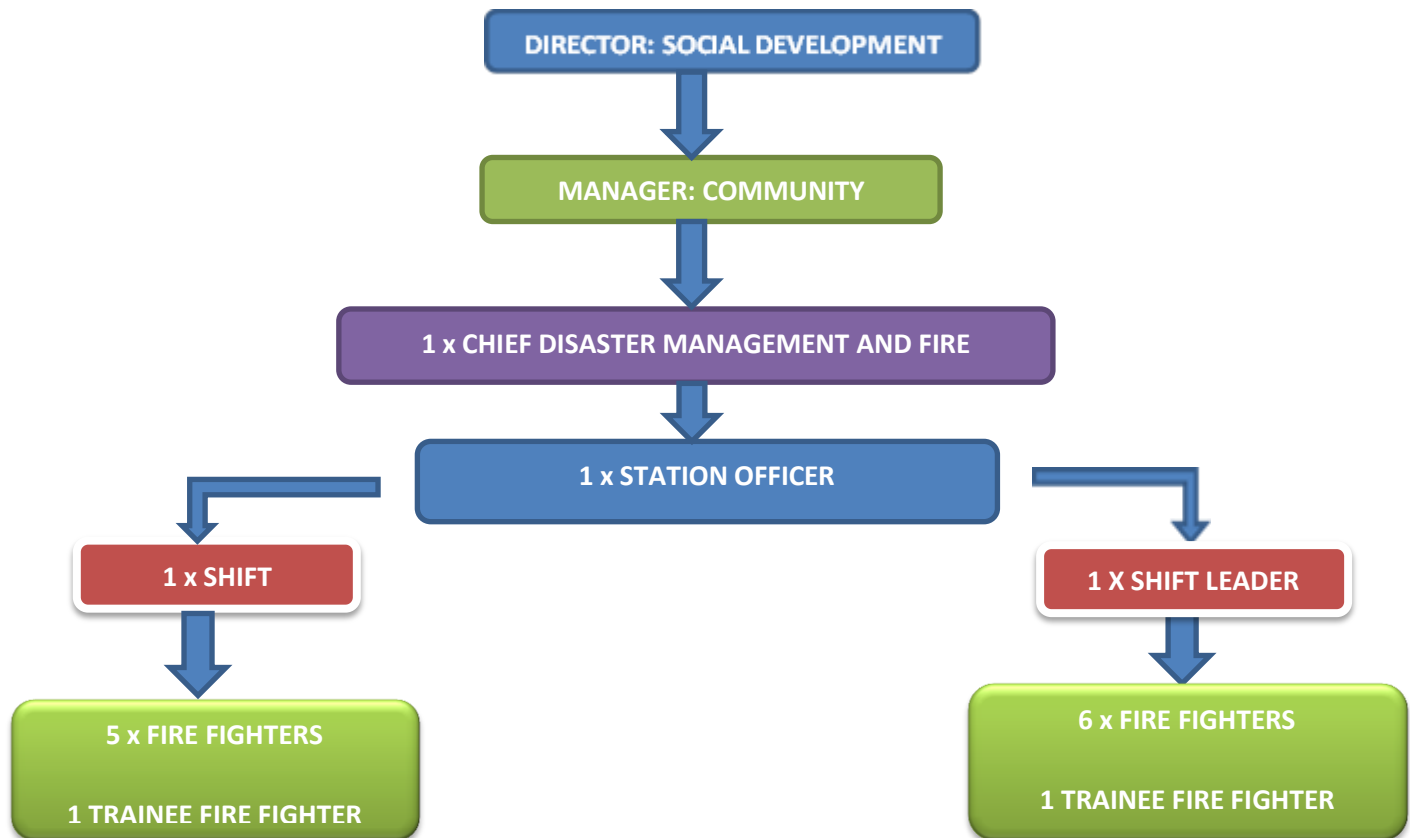 DIRECTOR: SOCIAL DEVELOPMENT
MANAGER: COMMUNITY
1 x CHIEF DISASTER MANAGEMENT AND FIRE
1 x STATION OFFICER
1 x SHIFT
1 X SHIFT LEADER
5 x FIRE FIGHTERS
1 TRAINEE FIRE FIGHTER
6 x FIRE FIGHTERS
1 TRAINEE FIRE FIGHTER